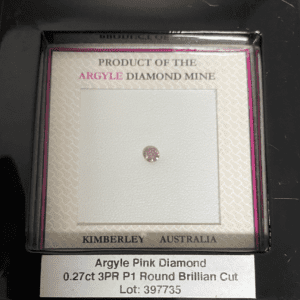 PRODUCT OF THE
ARGYLE DIAMOND MINE
KIMBERLEY AUSTRALIA
Argyle Pink Diamond
0.27ct 3PR P1 Round Brillian Cut
Lot: 397735